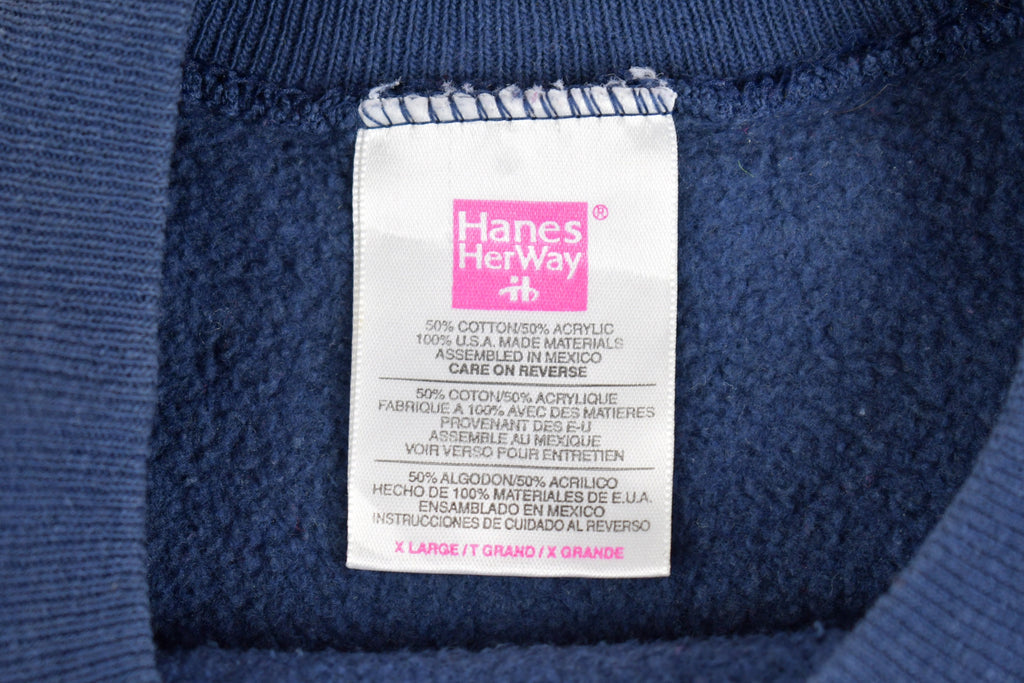 Hanes
HerWay
®
50% COTTON/50% ACRYLIC
100% U.S.A. MADE MATERIALS
ASSEMBLED IN MEXICO
CARE ON REVERSE
50% COTON/50% ACRYLIQUE
FABRIQUE A 100% AVEC DES MATIERES
PROVENANT DES E-U
ASSEMBLE AU MEXIQUE
VOIR VERSO POUR ENTRETIEN
50% ALGODON/50% ACRILICO
HECHO DE 100% MATERIALES DE E.U.A.
ENSAMBLADO EN MEXICO
INSTRUCCIONES DE CUIDADO AL REVERSO
X LARGE / T GRAND / X GRANDE